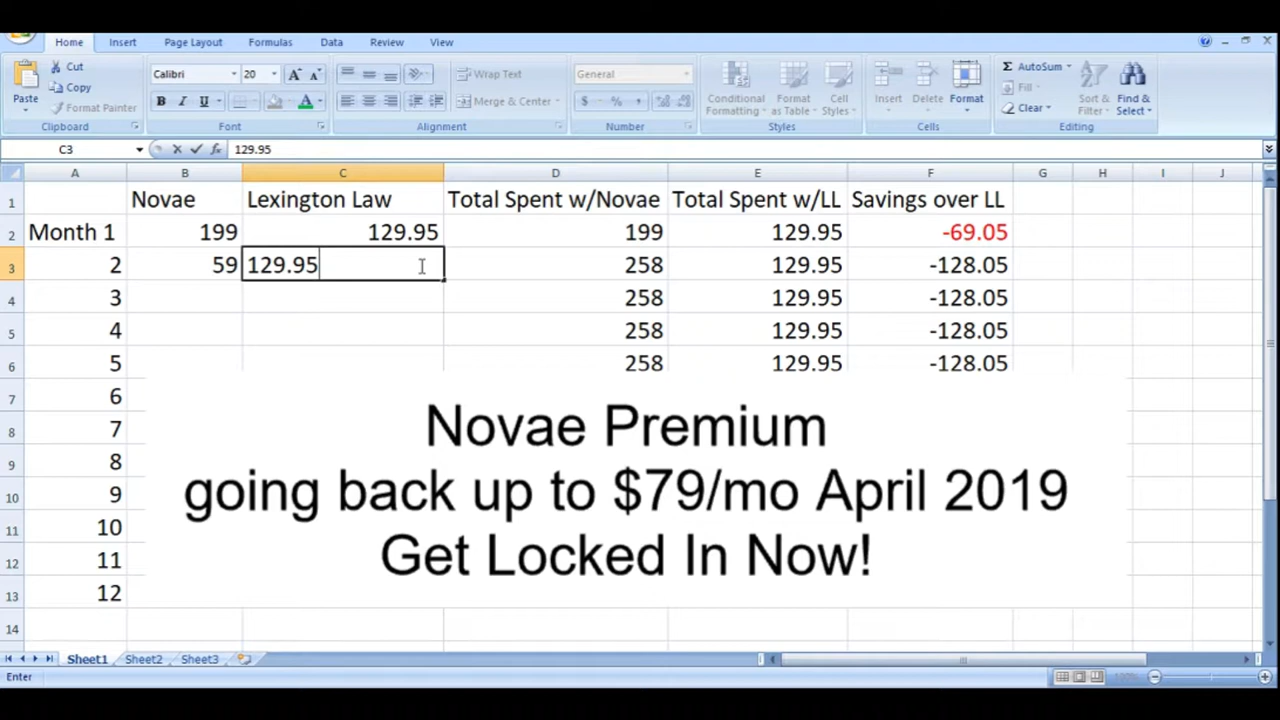 Home Insert Page Layout Formulas Data Review View
Cut
Copy
Format Painter
Paste
Clipboard
Calibri 20
B I U
Font
Wrap Text
Merge & Center
Alignment
General
$ % ,
Number
Conditional Formatting
Format as Table
Cell Styles
Styles
Insert
Delete
Format
Cells
Σ AutoSum
Fill
Clear
Sort & Filter
Find & Select
Editing
C3 fx 129.95
A B C D E F G H I J
1 Novae Lexington Law Total Spent w/Novae Total Spent w/LL Savings over LL
2 Month 1 199 129.95 199 129.95 -69.05
3 2 59 129.95 258 129.95 -128.05
4 3 258 129.95 -128.05
5 4 258 129.95 -128.05
6 5 258 129.95 -128.05
7 6
8 7
9 8
10 9
11 10
12 11
13 12
14
Novae Premium
going back up to $79/mo April 2019
Get Locked In Now!
Sheet1 Sheet2 Sheet3
Enter